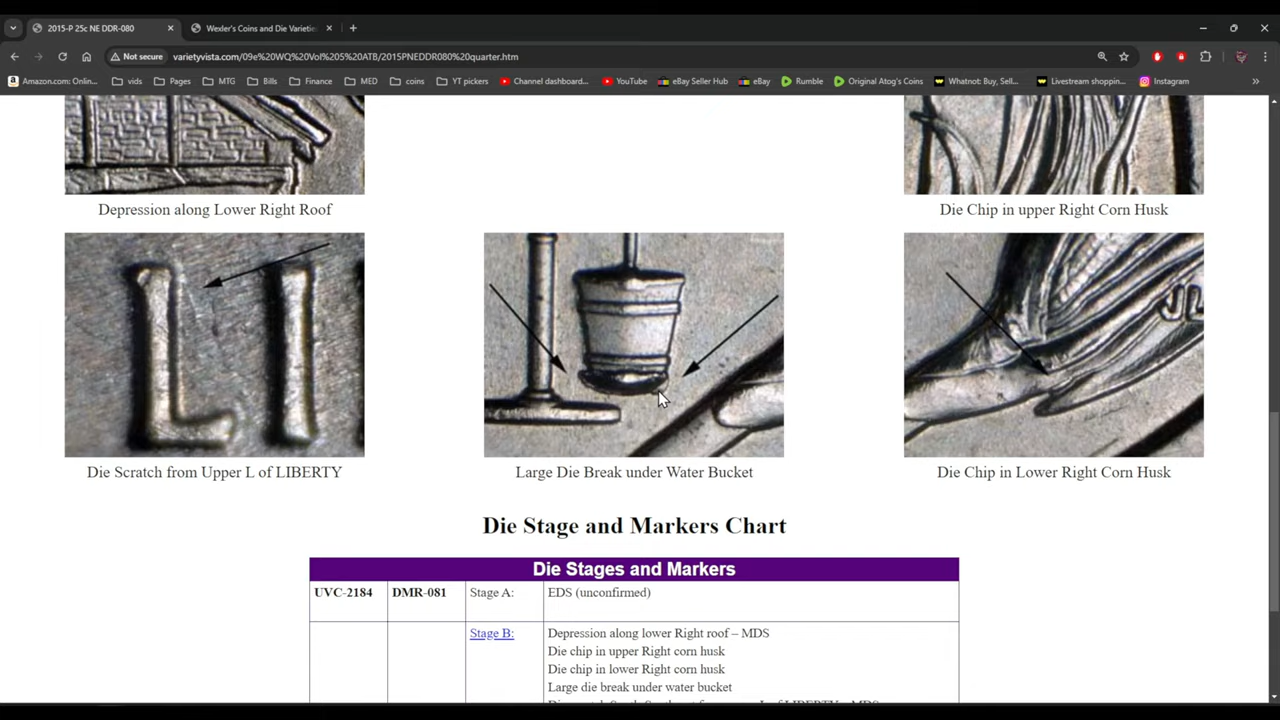 2015-P 25c NE DDR-080
Wexler's Coins and Die Varieties
Not secure
varietyvista.com/09e%20WQ%20Vol%205%20ATB/2015PNEDDR080%20quarter.htm
Amazon.com: Onlin...
vids
Pages
MTG
Bills
Finance
MED
coins
YT pickers
Channel dashboard...
YouTube
eBay Seller Hub
eBay
Rumble
Original Atog's Coins
Whatnot: Buy, Sell...
Livestream shoppin...
Instagram
Depression along Lower Right Roof
Die Chip in upper Right Corn Husk
LI
JL
Die Scratch from Upper L of LIBERTY
Large Die Break under Water Bucket
Die Chip in Lower Right Corn Husk
Die Stage and Markers Chart
Die Stages and Markers
UVC-2184 DMR-081 Stage A: EDS (unconfirmed)
Stage B: Depression along lower Right roof – MDS
Die chip in upper Right corn husk
Die chip in lower Right corn husk
Large die break under water bucket